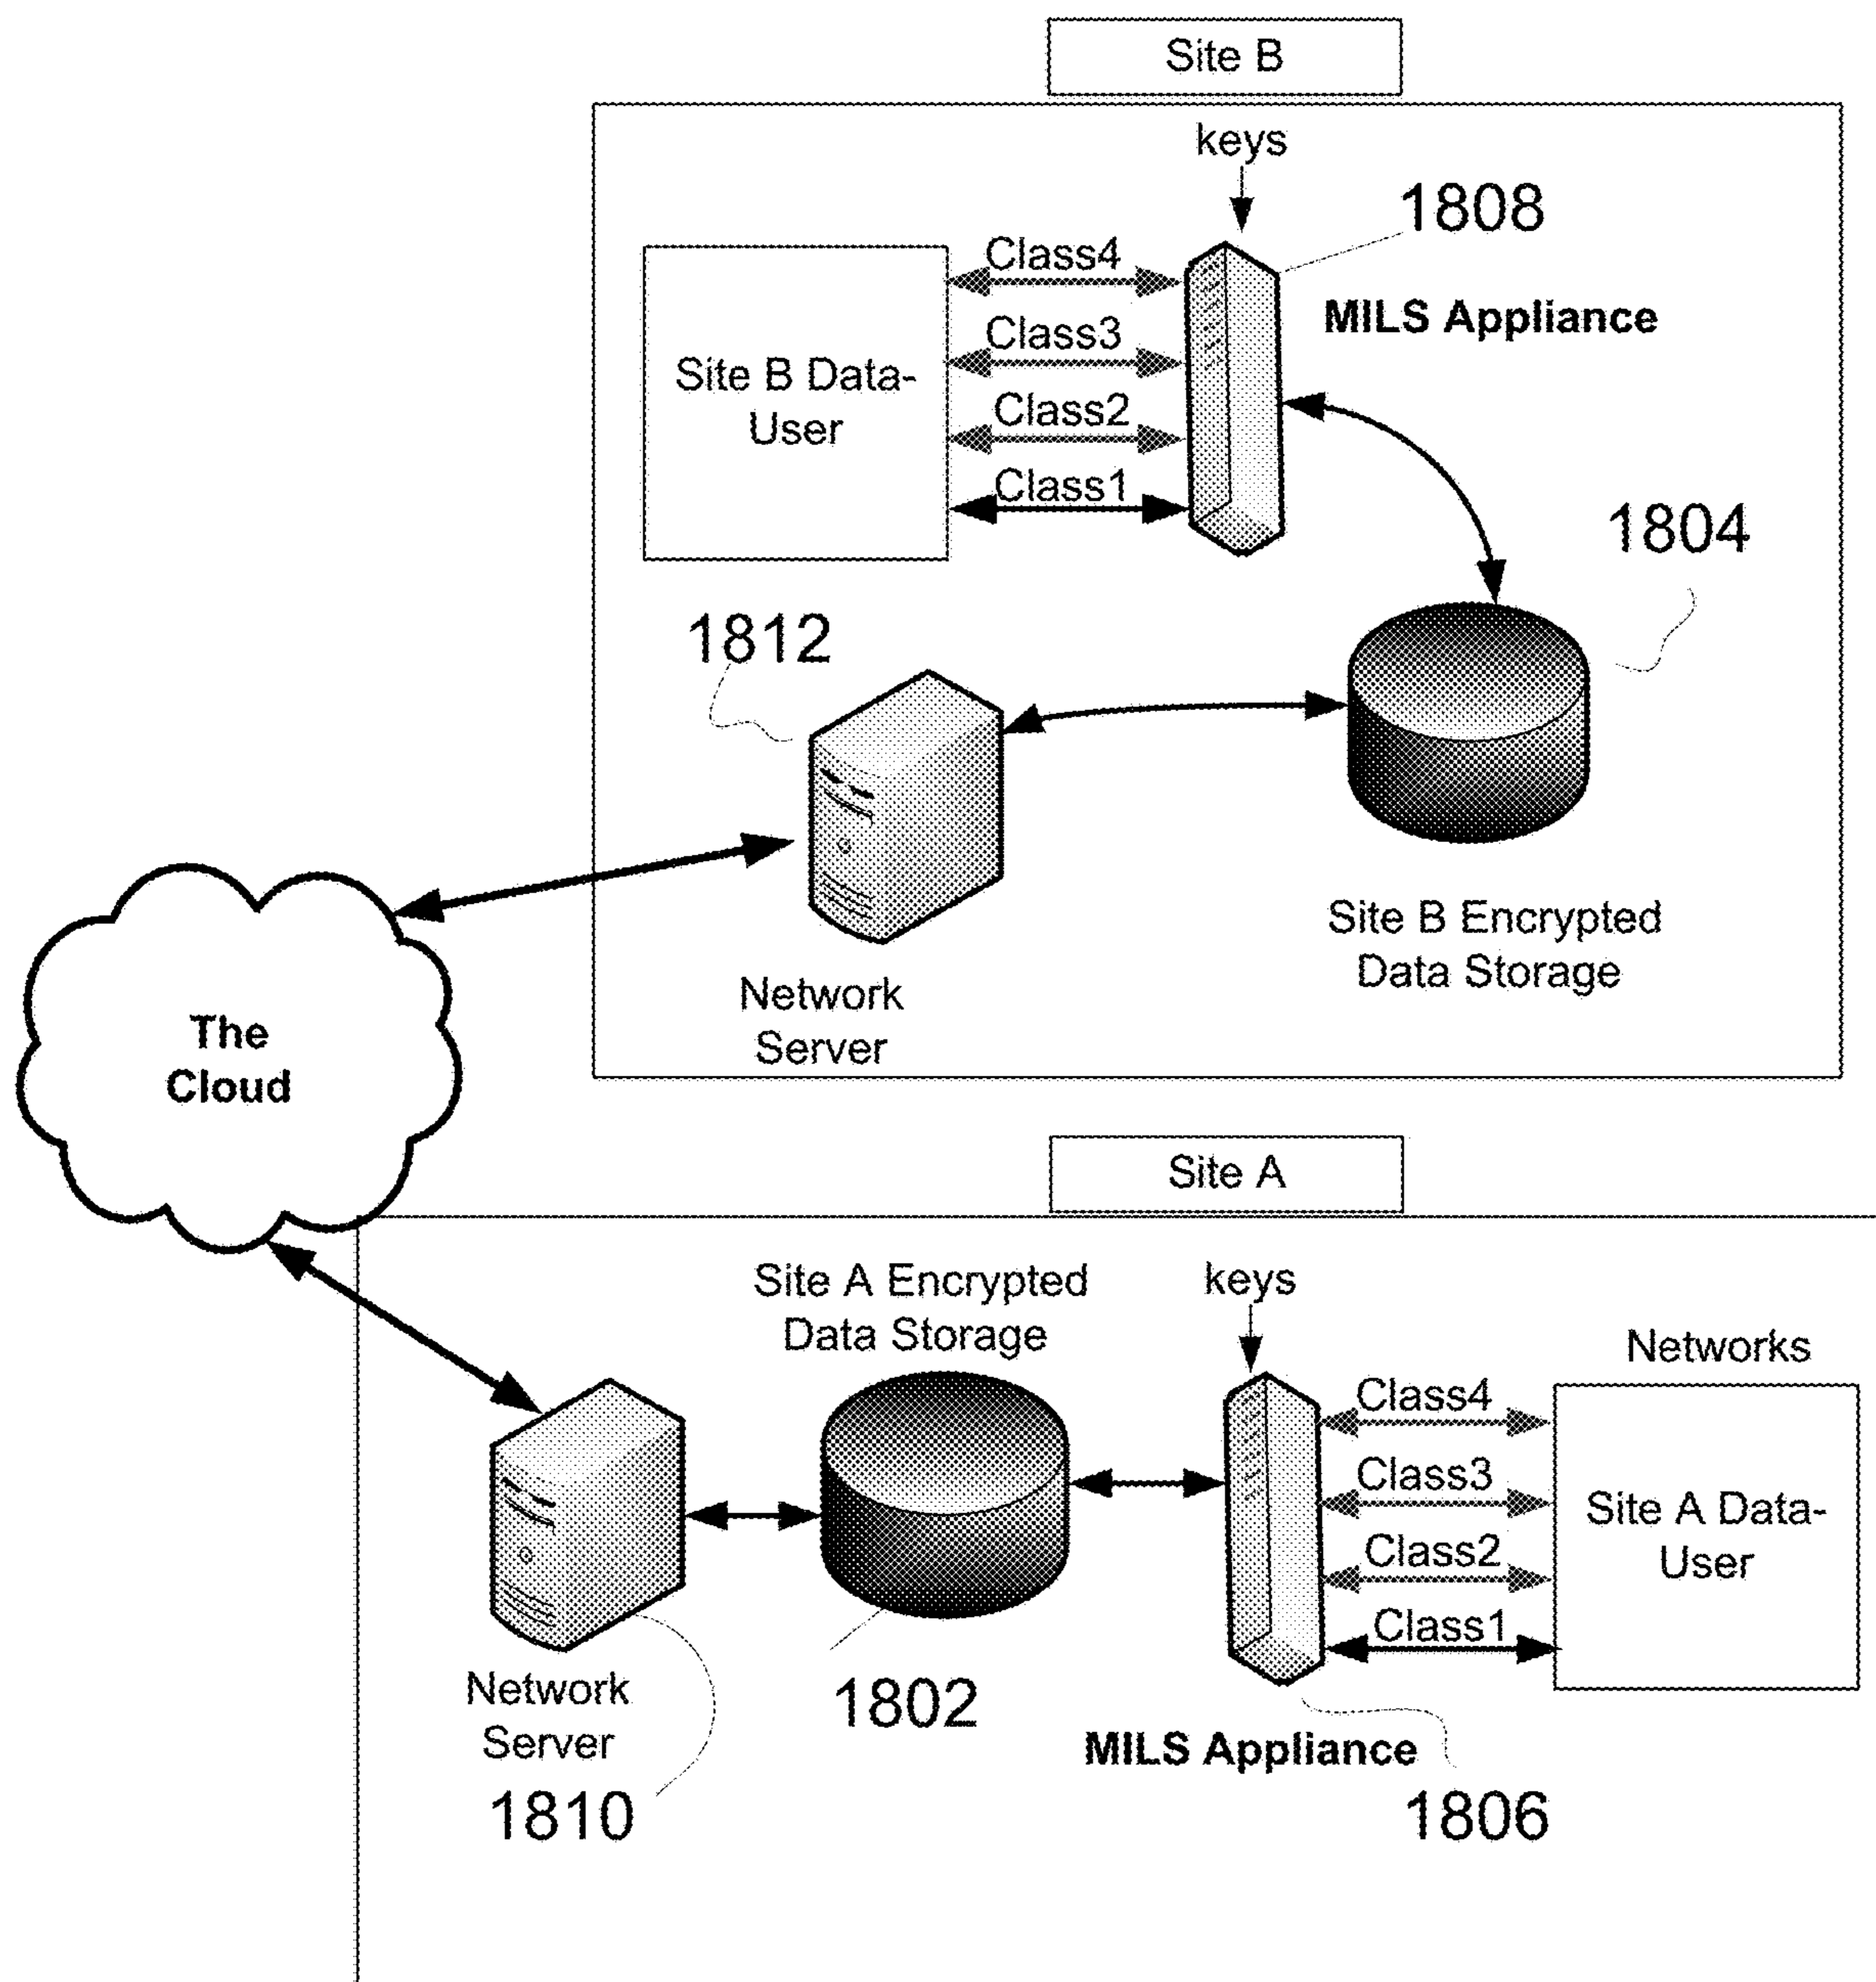 Site B
keys
1808
MILS Appliance
Class4
Class3
Class2
Class1
Site B Data-
User
1804
1812
Site B Encrypted
Data Storage
Network
Server
The
Cloud
Site A
Site A Encrypted
Data Storage
keys
Networks
Class4
Class3
Class2
Class1
Site A Data-
User
Network
Server
1802
MILS Appliance
1810
1806